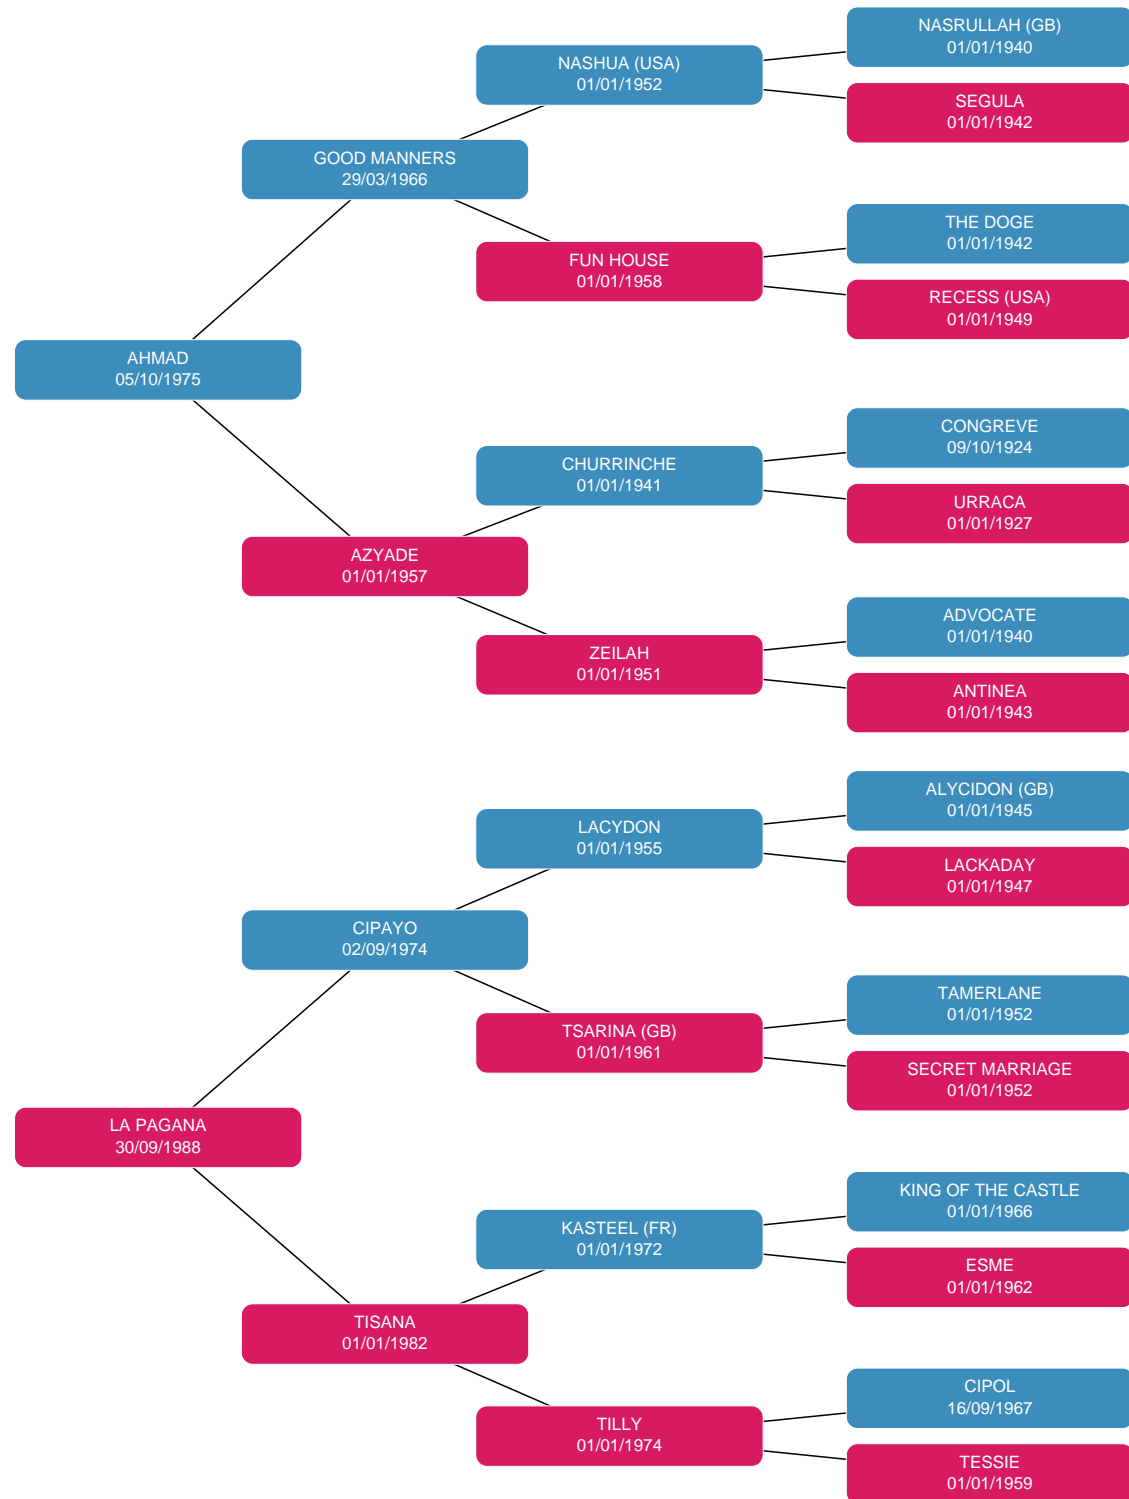 NASRULLAH (GB)
01/01/1940
NASHUA (USA)
01/01/1952
SEGULA
01/01/1942
GOOD MANNERS
29/03/1966
THE DOGE
01/01/1942
FUN HOUSE
01/01/1958
RECESS (USA)
01/01/1949
AHMAD
05/10/1975
CONGREVE
09/10/1924
CHURRINCHE
01/01/1941
URRACA
01/01/1927
AZYADE
01/01/1957
ADVOCATE
01/01/1940
ZEILAH
01/01/1951
ANTINEA
01/01/1943
ALYCIDON (GB)
01/01/1945
LACYDON
01/01/1955
LACKADAY
01/01/1947
CIPAYO
02/09/1974
TAMERLANE
01/01/1952
TSARINA (GB)
01/01/1961
SECRET MARRIAGE
01/01/1952
LA PAGANA
30/09/1988
KING OF THE CASTLE
01/01/1966
KASTEEL (FR)
01/01/1972
ESME
01/01/1962
TISANA
01/01/1982
CIPOL
16/09/1967
TILLY
01/01/1974
TESSIE
01/01/1959